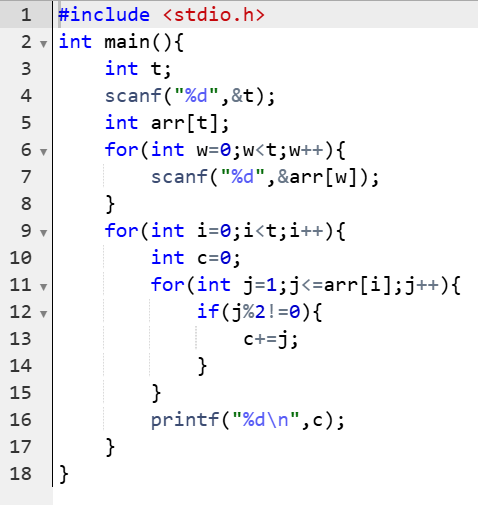 1 #include <stdio.h>
2 int main(){
3     int t;
4     scanf("%d",&t);
5     int arr[t];
6     for(int w=0;w<t;w++){
7         scanf("%d",&arr[w]);
8     }
9     for(int i=0;i<t;i++){
10         int c=0;
11         for(int j=1;j<=arr[i];j++){
12             if(j%2!=0){
13                 c+=j;
14             }
15         }
16         printf("%d\n",c);
17     }
18 }